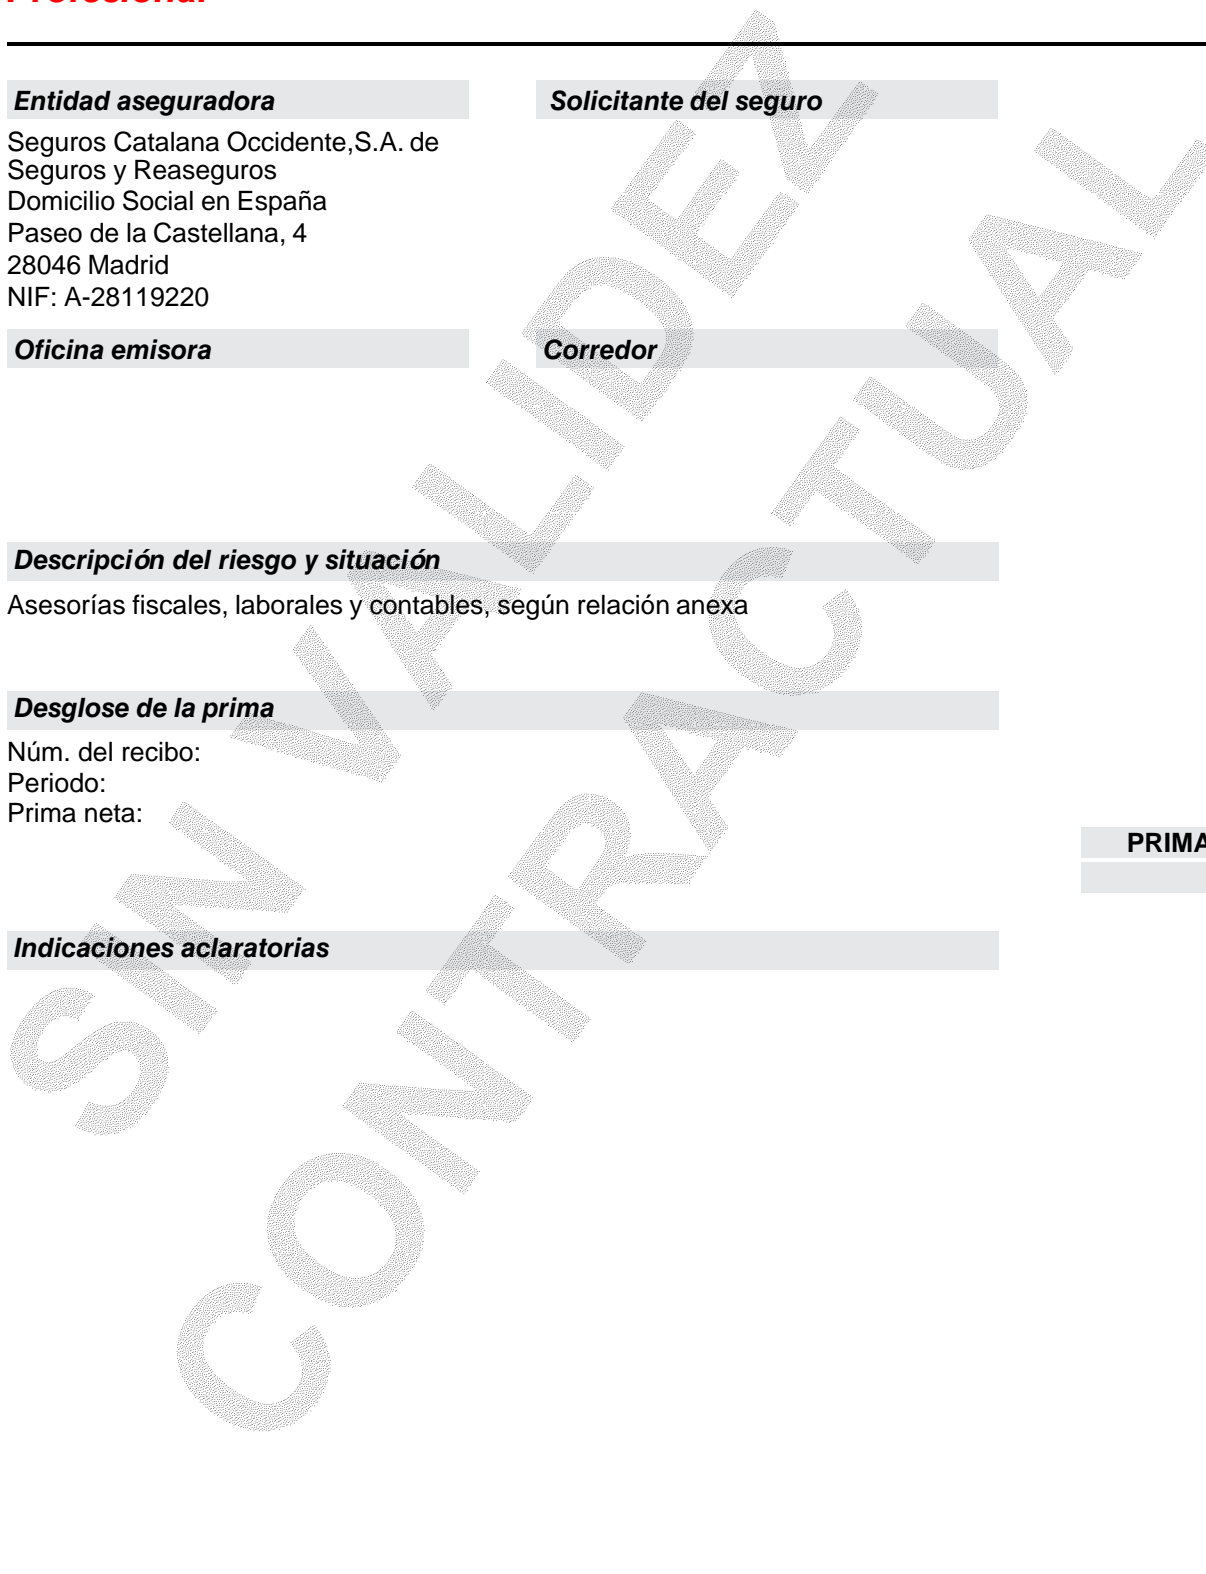 Entidad aseguradora
Solicitante del seguro
Seguros Catalana Occidente,S.A. de
Seguros y Reaseguros
Domicilio Social en España
Paseo de la Castellana, 4
28046 Madrid
NIF: A-28119220
Oficina emisora
Corredor
Descripción del riesgo y situación
Asesorías fiscales, laborales y contables, según relación anexa
Desglose de la prima
Núm. del recibo:
Periodo:
Prima neta:
PRIMA
Indicaciones aclaratorias
SIN VALIDEZ
CONTRACTUAL